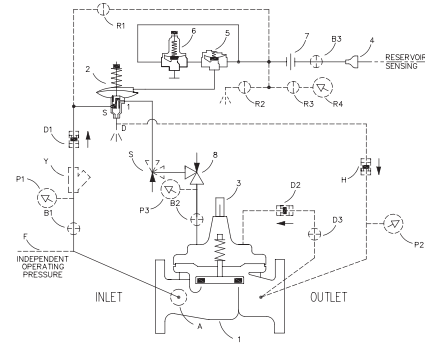 R1
6
5
7
B3
4
RESERVOIR
SENSING
2
S
1
D
R2
R3
R4
D1
Y
P1
B1
F
INDEPENDENT
OPERATING
PRESSURE
S
7
8
P3
B2
3
D2
D3
H
P2
INLET
OUTLET
A
1